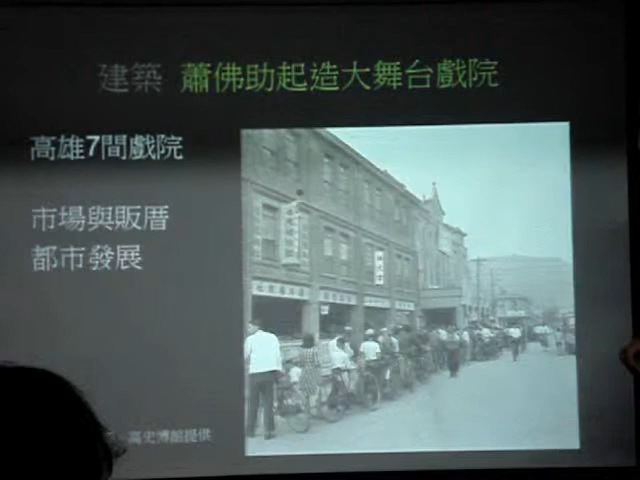 建築 蕭佛助起造大舞台戲院
高雄7間戲院
市場與販厝
都市發展
高史博館提供